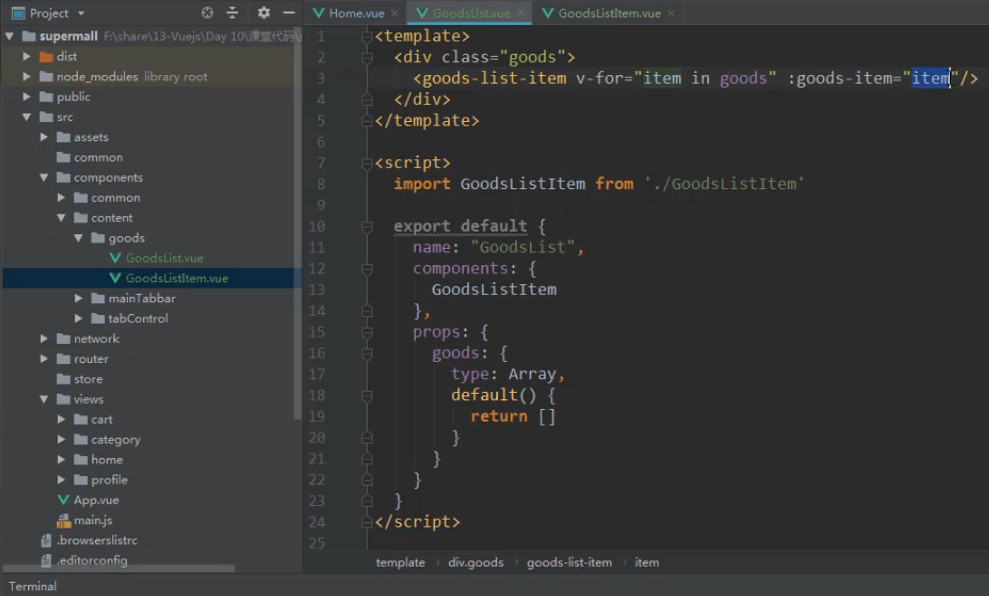 Project
Home.vue
GoodsList.vue
GoodsListItem.vue
supermall F:\share\13-Vuejs\Day 10\课堂代码\
dist
node_modules library root
public
src
assets
common
components
common
content
goods
GoodsList.vue
GoodsListItem.vue
mainTabbar
tabControl
network
router
store
views
cart
category
home
profile
App.vue
main.js
.browserslistrc
.editorconfig
1 <template>
2 <div class="goods">
3 <goods-list-item v-for="item in goods" :goods-item="item"/>
4 </div>
5 </template>
6
7 <script>
8 import GoodsListItem from './GoodsListItem'
9
10 export default {
11 name: "GoodsList",
12 components: {
13 GoodsListItem
14 },
15 props: {
16 goods: {
17 type: Array,
18 default() {
19 return []
20 }
21 }
22 }
23 }
24 </script>
25
template › div.goods › goods-list-item › item
Terminal